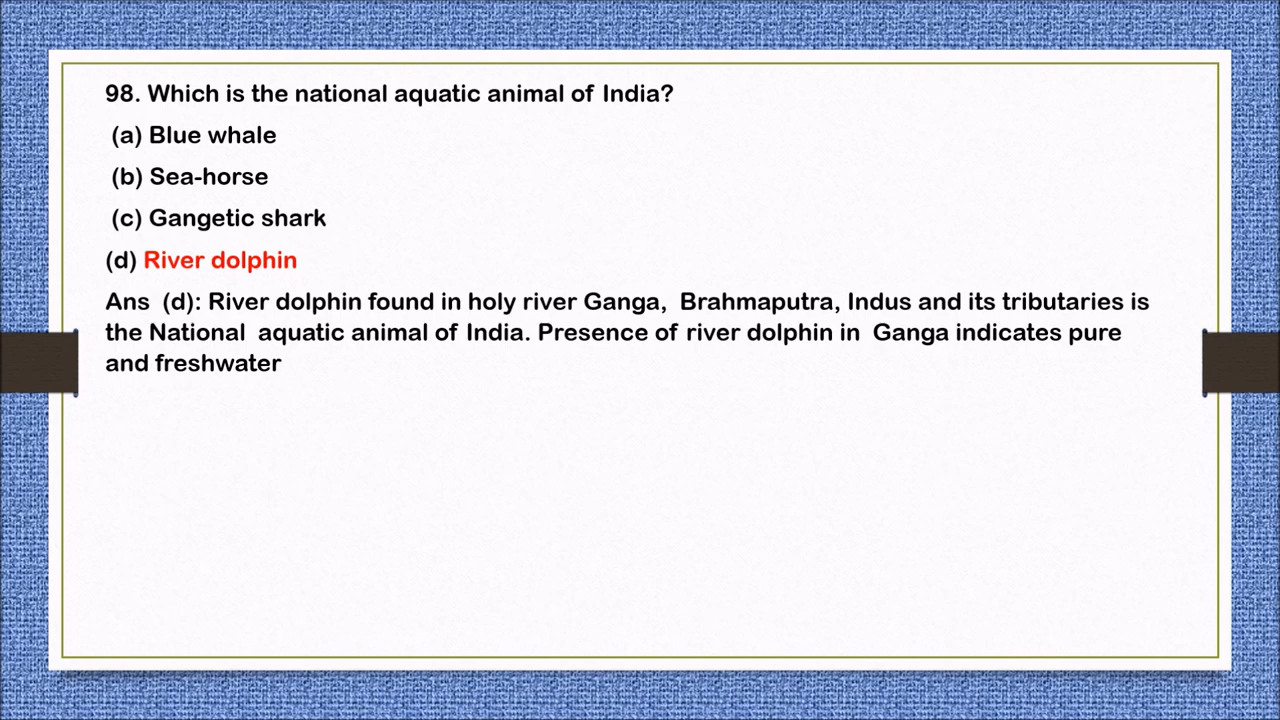 98. Which is the national aquatic animal of India?
(a) Blue whale
(b) Sea-horse
(c) Gangetic shark
(d) River dolphin
Ans (d): River dolphin found in holy river Ganga, Brahmaputra, Indus and its tributaries is
the National aquatic animal of India. Presence of river dolphin in Ganga indicates pure
and freshwater